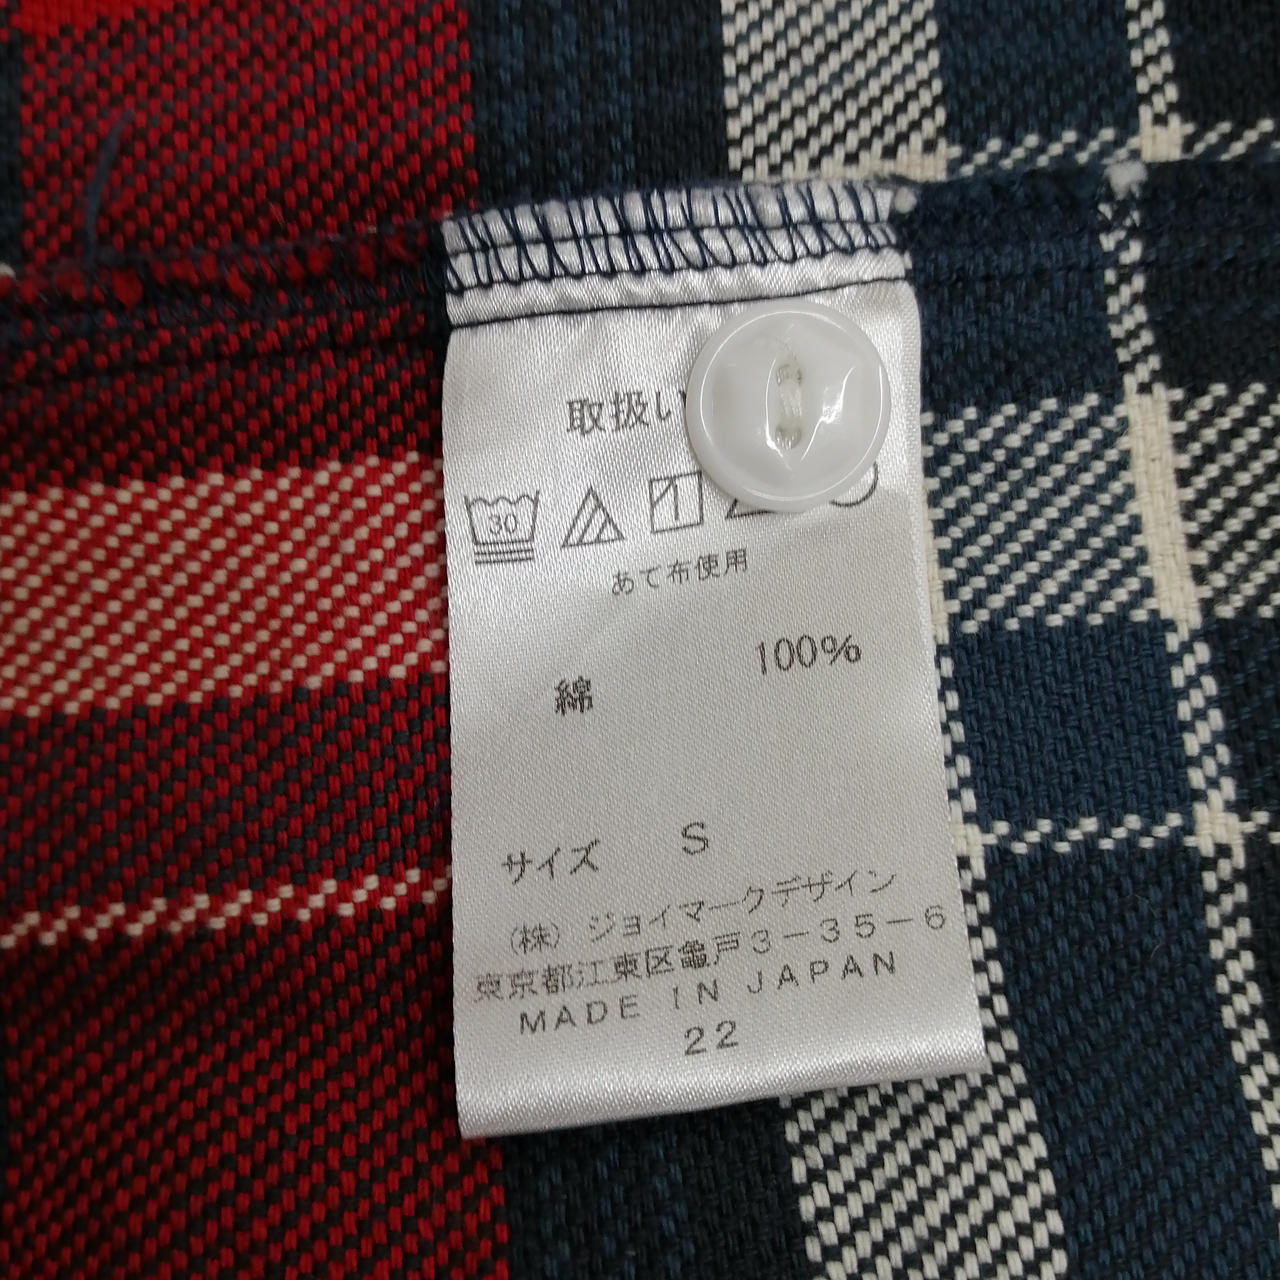 取扱い
30
あて布使用
綿 100%
サイズ S
(株) ジョイマークデザイン
東京都江東区亀戸3-35-6
MADE IN JAPAN
22